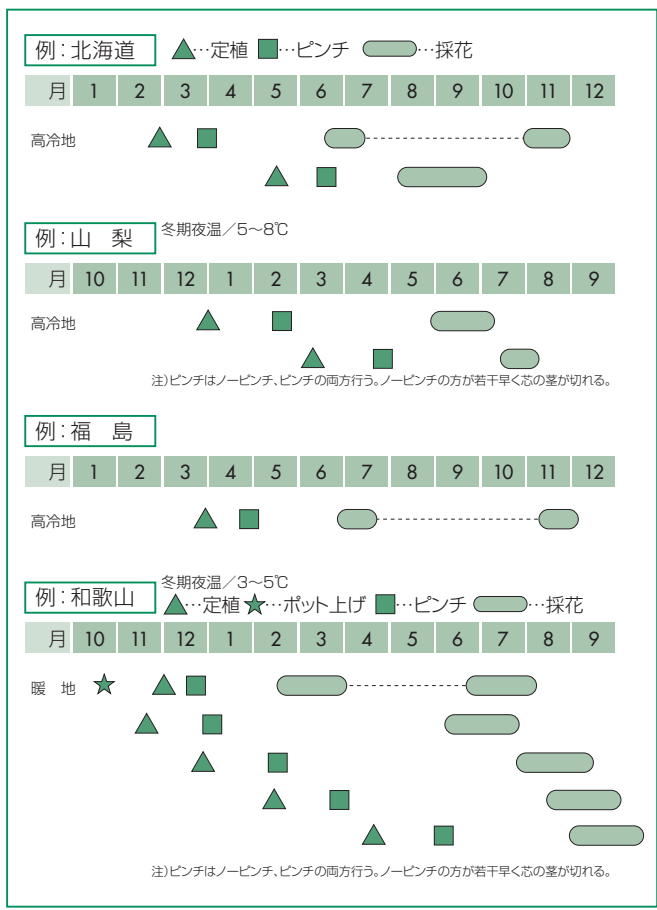 例：北海道 ▲…定植 ■…ピンチ …採花
月 1 2 3 4 5 6 7 8 9 10 11 12
高冷地
例：山　梨 冬期夜温／5〜8℃
月 10 11 12 1 2 3 4 5 6 7 8 9
高冷地
注）ピンチはノーピンチ、ピンチの両方行う。ノーピンチの方が若干早く芯の茎が切れる。
例：福　島
月 1 2 3 4 5 6 7 8 9 10 11 12
高冷地
冬期夜温／3〜5℃
例：和歌山 ▲…定植 ★…ポット上げ ■…ピンチ …採花
月 10 11 12 1 2 3 4 5 6 7 8 9
暖　地
注）ピンチはノーピンチ、ピンチの両方行う。ノーピンチの方が若干早く芯の茎が切れる。